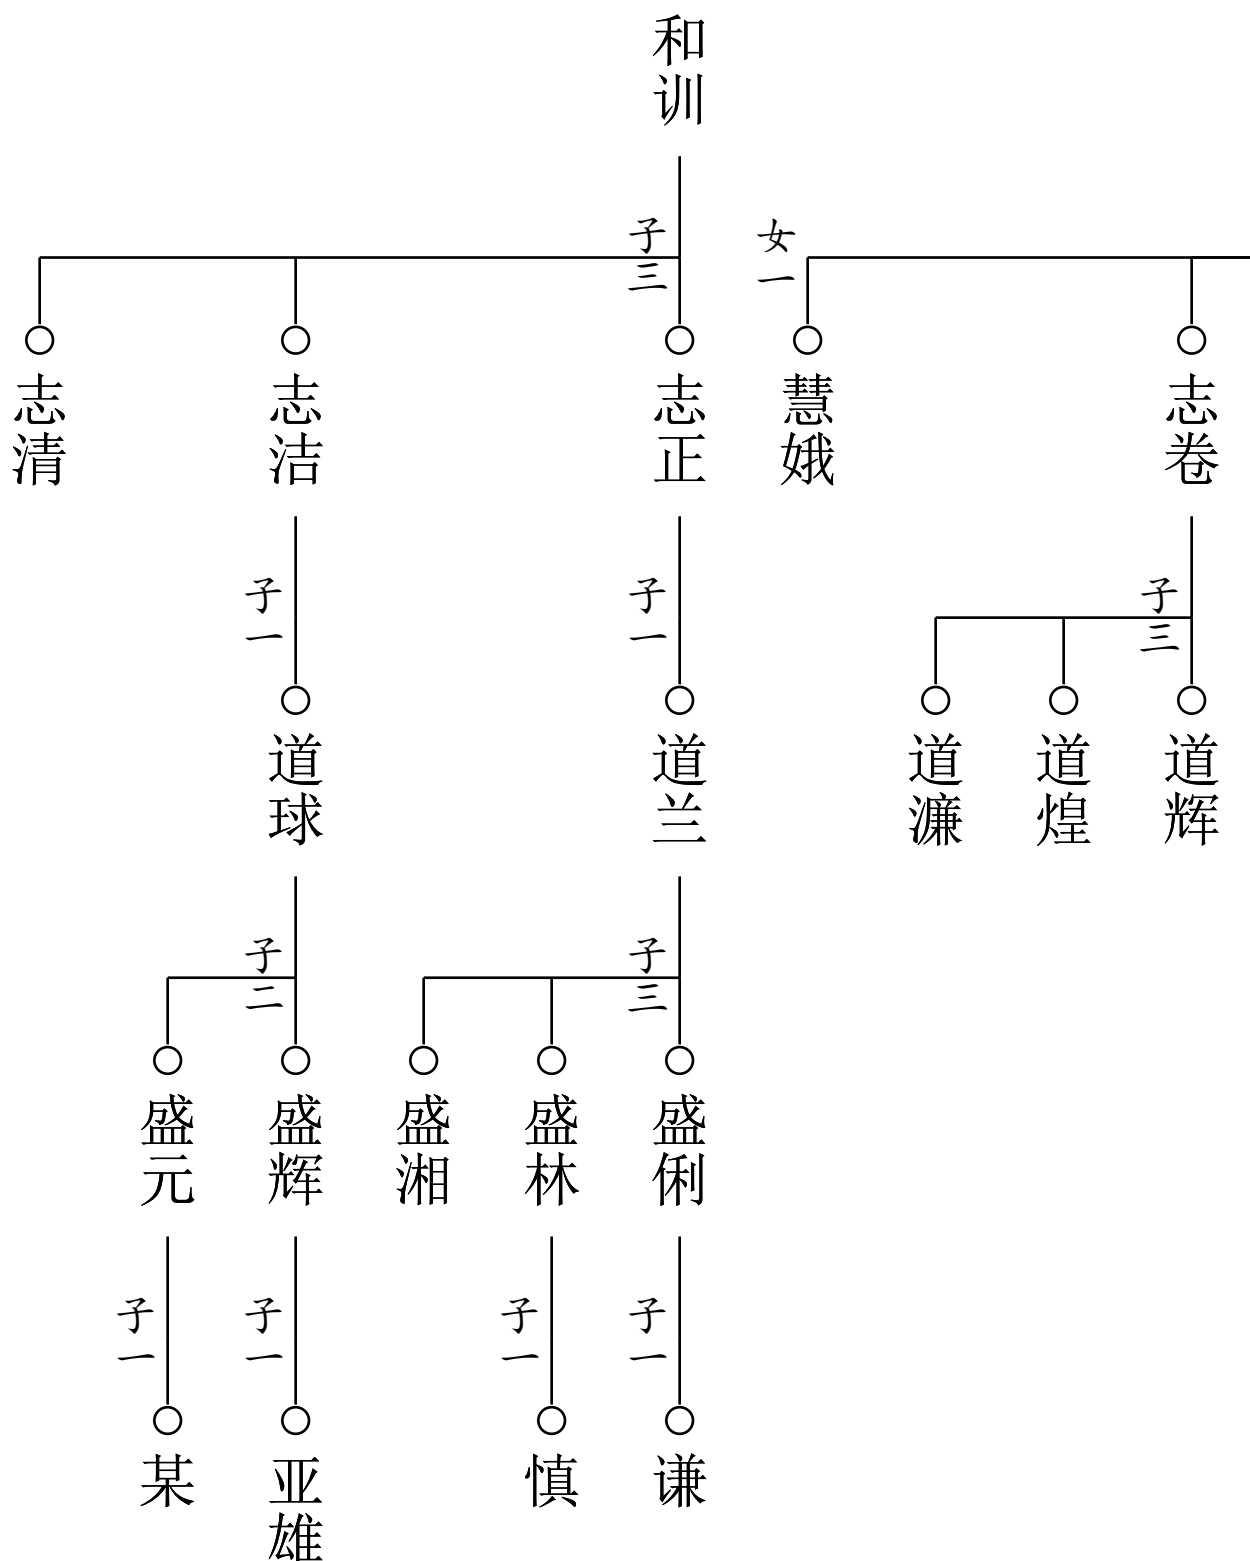 和训
子三
女一
志清
志洁
志正
慧娥
志卷
子一
子一
子三
道球
道兰
道濂
道煌
道辉
子二
子三
盛元
盛辉
盛湘
盛林
盛俐
子一
子一
子一
子一
某
亚雄
慎
谦